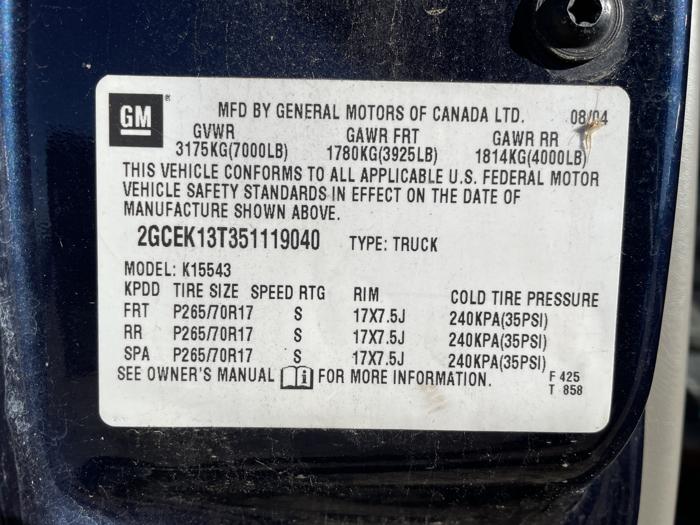 GM ® MFD BY GENERAL MOTORS OF CANADA LTD. 08/04
GVWR GAWR FRT GAWR RR
3175KG(7000LB) 1780KG(3925LB) 1814KG(4000LB)
THIS VEHICLE CONFORMS TO ALL APPLICABLE U.S. FEDERAL MOTOR
VEHICLE SAFETY STANDARDS IN EFFECT ON THE DATE OF
MANUFACTURE SHOWN ABOVE.
2GCEK13T351119040 TYPE: TRUCK
MODEL: K15543
KPDD TIRE SIZE SPEED RTG RIM COLD TIRE PRESSURE
FRT P265/70R17 S 17X7.5J 240KPA(35PSI)
RR P265/70R17 S 17X7.5J 240KPA(35PSI)
SPA P265/70R17 S 17X7.5J 240KPA(35PSI)
SEE OWNER'S MANUAL i FOR MORE INFORMATION. F 425
T 858